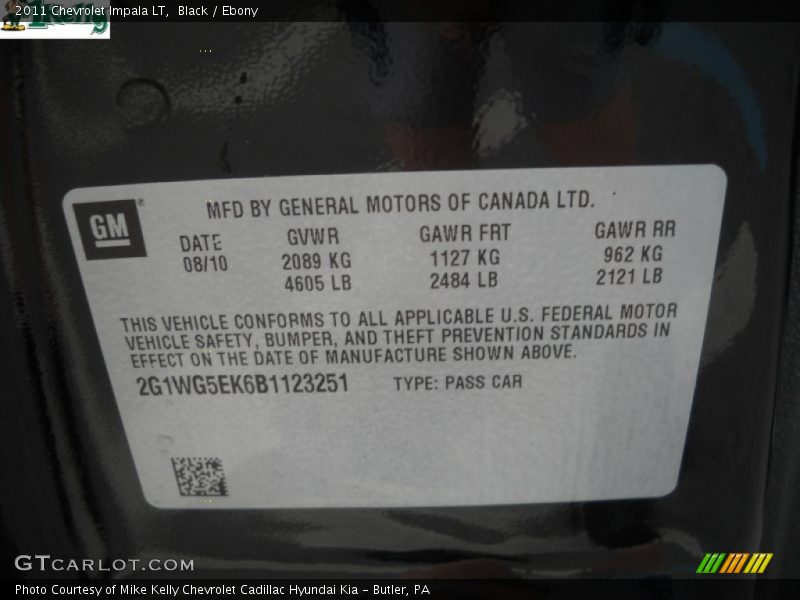 2011 Chevrolet Impala LT,  Black / Ebony
GM
MFD BY GENERAL MOTORS OF CANADA LTD.
DATE GVWR GAWR FRT GAWR RR
08/10 2089 KG 1127 KG 962 KG
4605 LB 2484 LB 2121 LB
THIS VEHICLE CONFORMS TO ALL APPLICABLE U.S. FEDERAL MOTOR
VEHICLE SAFETY, BUMPER, AND THEFT PREVENTION STANDARDS IN
EFFECT ON THE DATE OF MANUFACTURE SHOWN ABOVE.
2G1WG5EK6B1123251 TYPE: PASS CAR
GTCARLOT.COM
Photo Courtesy of Mike Kelly Chevrolet Cadillac Hyundai Kia – Butler, PA